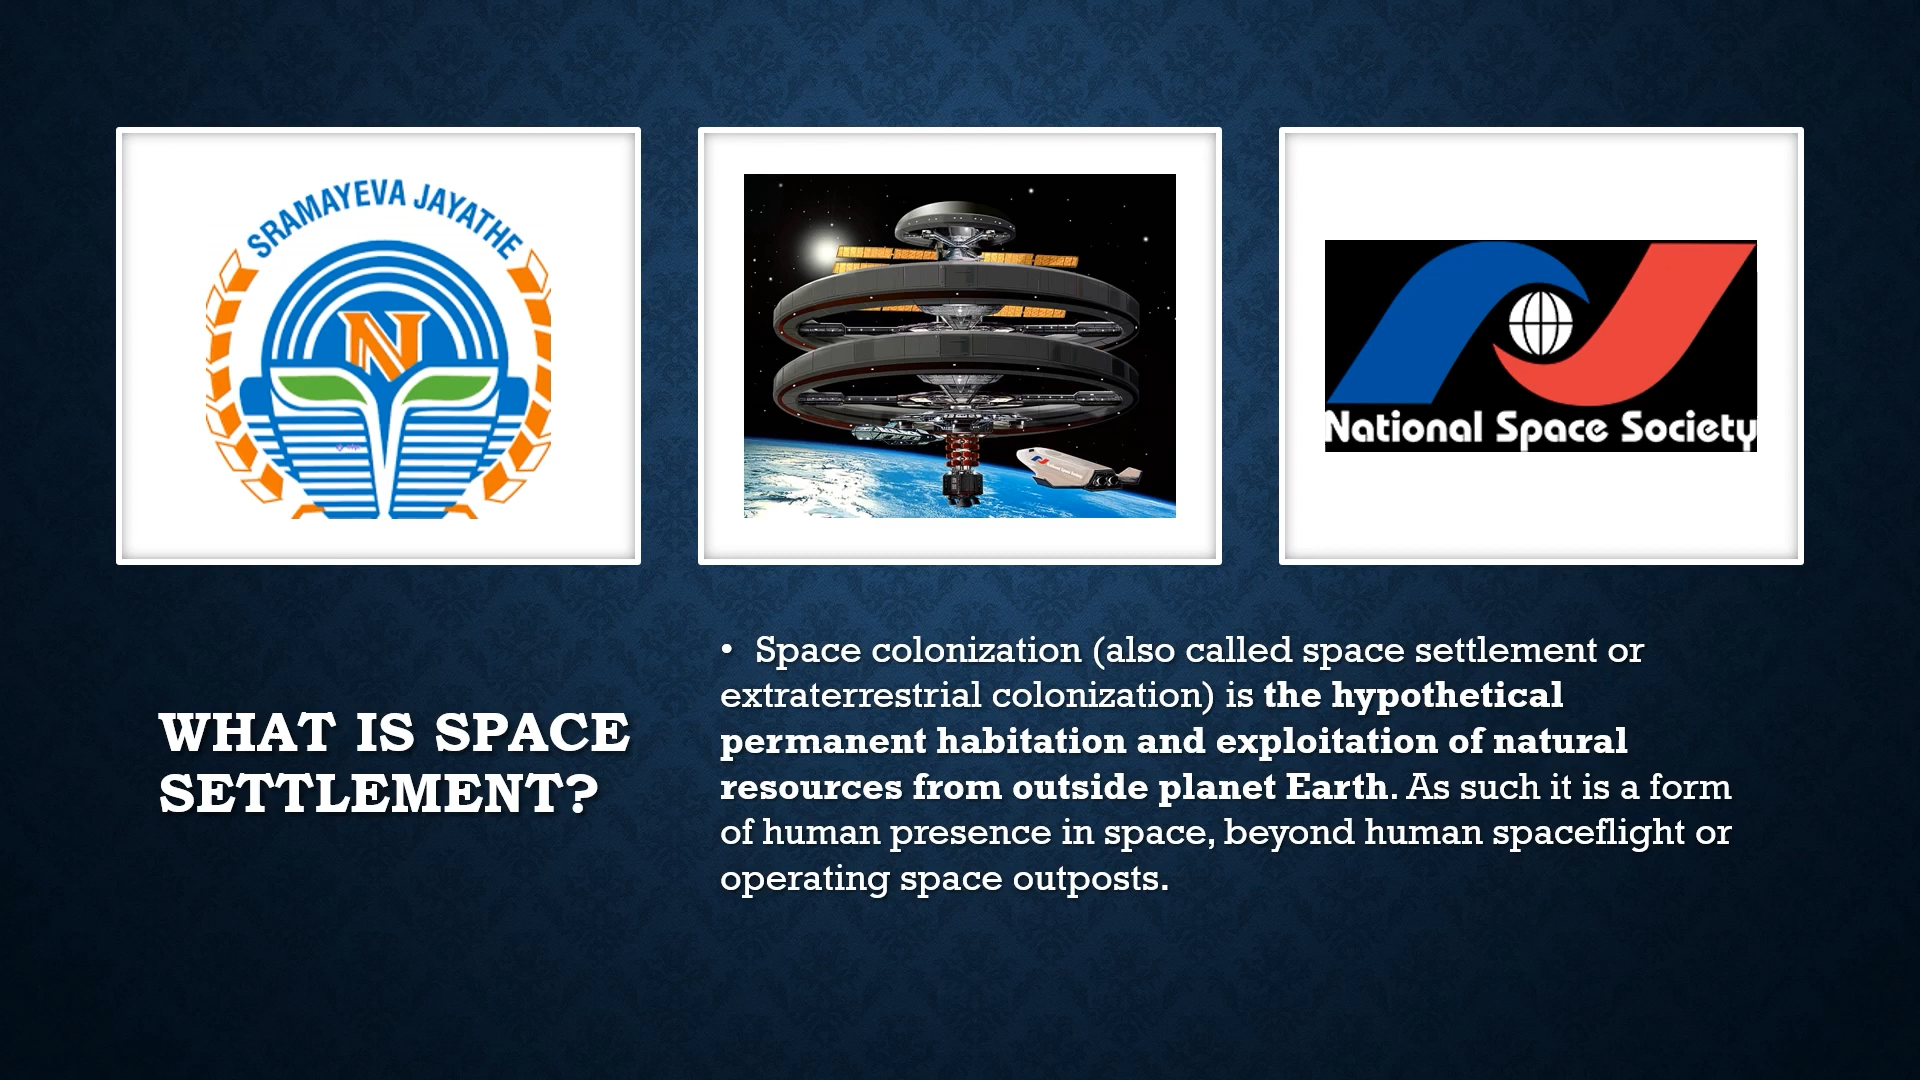 SRAMAYEVA JAYATHE
N
National Space Society
WHAT IS SPACE
SETTLEMENT?
• Space colonization (also called space settlement or
extraterrestrial colonization) is the hypothetical
permanent habitation and exploitation of natural
resources from outside planet Earth. As such it is a form
of human presence in space, beyond human spaceflight or
operating space outposts.